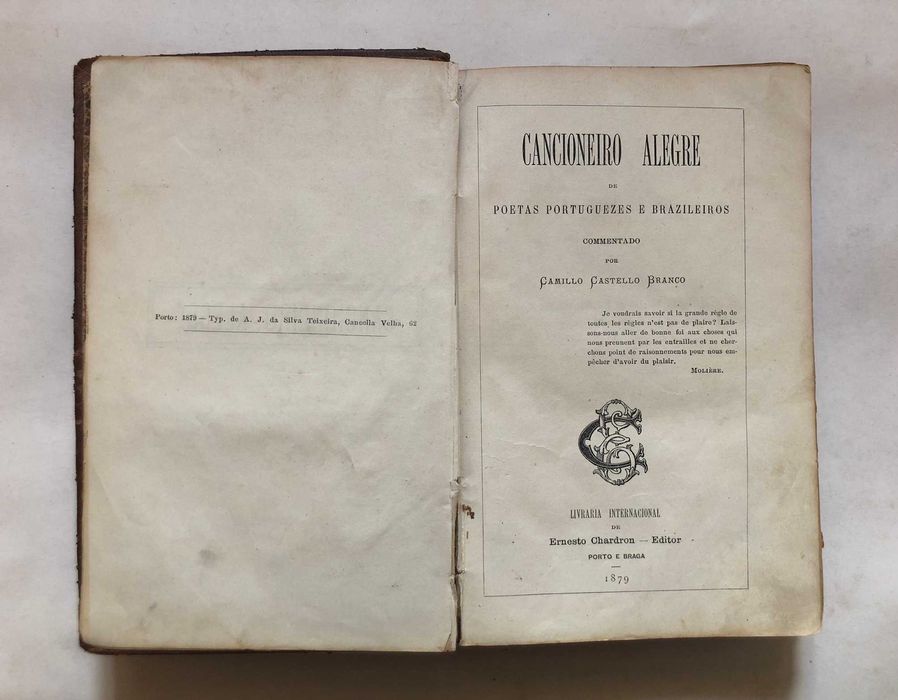 Porto: 1879 — Typ. de A. J. da Silva Teixeira, Cancella Velha, 62
CANCIONEIRO ALEGRE
DE
POETAS PORTUGUEZES E BRAZILEIROS
COMMENTADO
POR
CAMILLO CASTELLO BRANCO
Je voudrais savoir si la grande règle de
toutes les règles n'est pas de plaire? Lais-
sons-nous aller de bonne foi aux choses qui
nous prennent par les entrailles et ne cher-
chons point de raisonnements pour nous em-
pêcher d'avoir du plaisir.
MOLIÈRE.
LIVRARIA INTERNACIONAL
DE
Ernesto Chardron — Editor
PORTO E BRAGA
1879